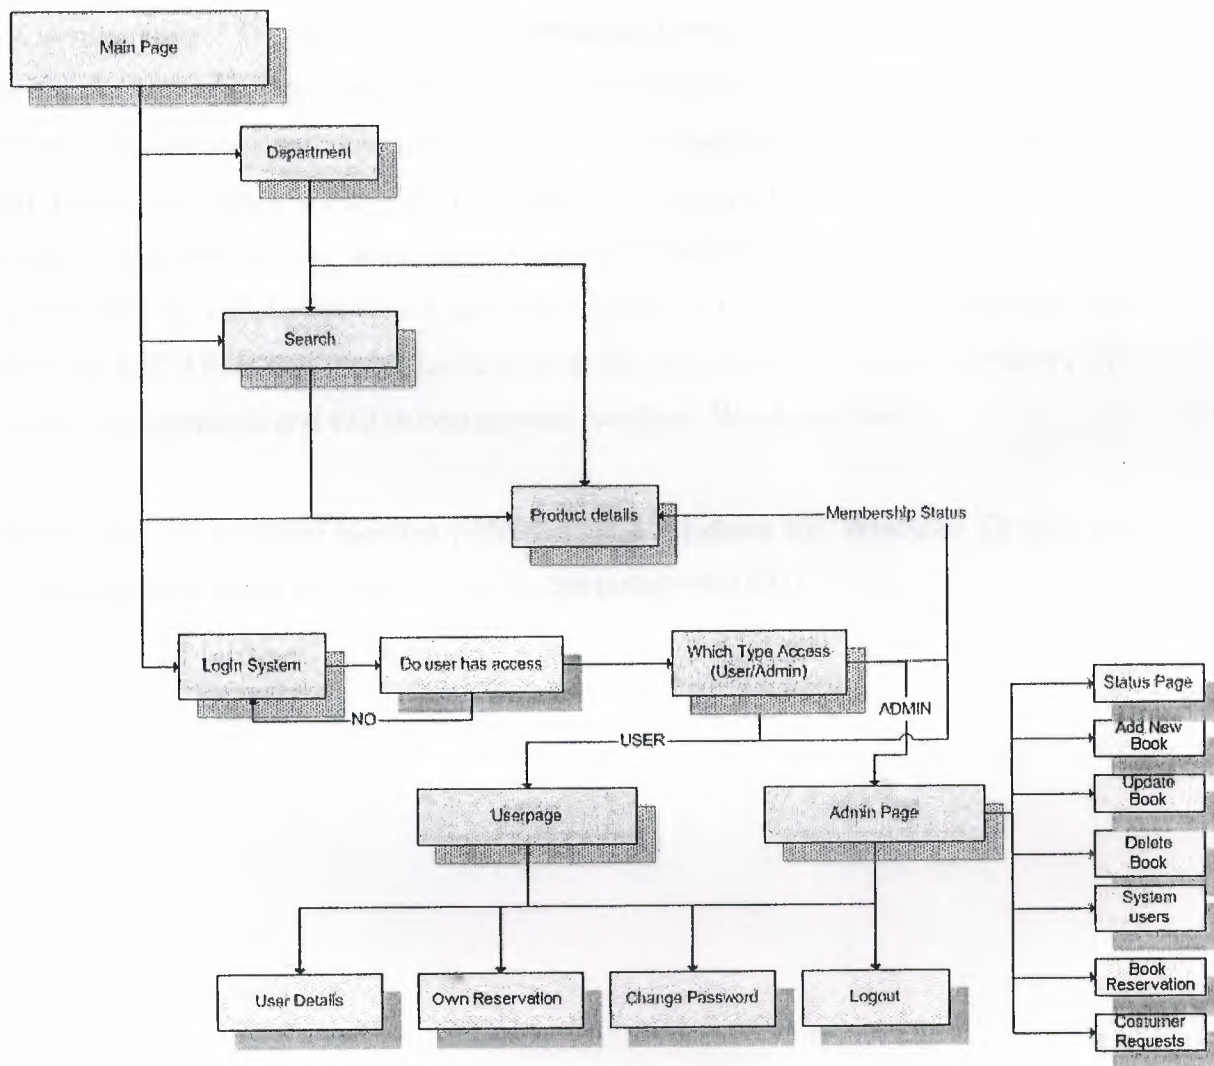 Main Page
Department
Search
Product details
Membership Status
Login System
Do user has access
Which Type Access
(User/Admin)
NO
USER
ADMIN
Status Page
Add New
Book
Update
Book
Delete
Book
System
users
Book
Reservation
Costumer
Requests
Userpage
Admin Page
User Details
Own Reservation
Change Password
Logout